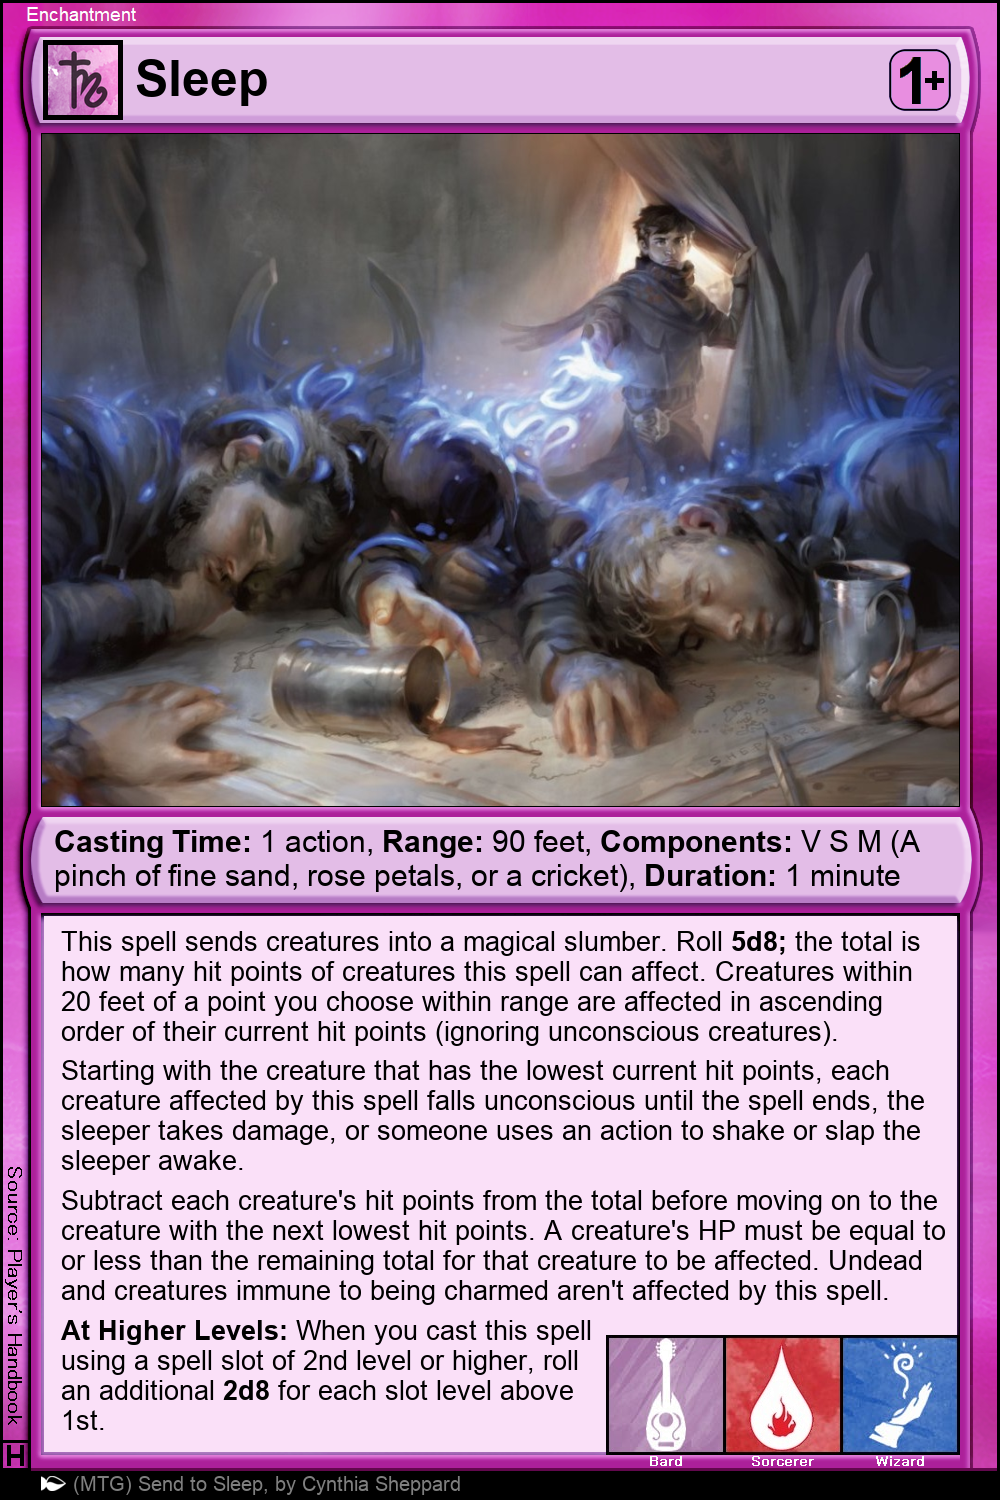 Enchantment
Sleep
1+
Casting Time: 1 action, Range: 90 feet, Components: V S M (A
pinch of fine sand, rose petals, or a cricket), Duration: 1 minute
This spell sends creatures into a magical slumber. Roll 5d8; the total is
how many hit points of creatures this spell can affect. Creatures within
20 feet of a point you choose within range are affected in ascending
order of their current hit points (ignoring unconscious creatures).
Starting with the creature that has the lowest current hit points, each
creature affected by this spell falls unconscious until the spell ends, the
sleeper takes damage, or someone uses an action to shake or slap the
sleeper awake.
Subtract each creature's hit points from the total before moving on to the
creature with the next lowest hit points. A creature's HP must be equal to
or less than the remaining total for that creature to be affected. Undead
and creatures immune to being charmed aren't affected by this spell.
At Higher Levels: When you cast this spell
using a spell slot of 2nd level or higher, roll
an additional 2d8 for each slot level above
1st.
Bard
Sorcerer
Wizard
Source: Player's Handbook
H
(MTG) Send to Sleep, by Cynthia Sheppard